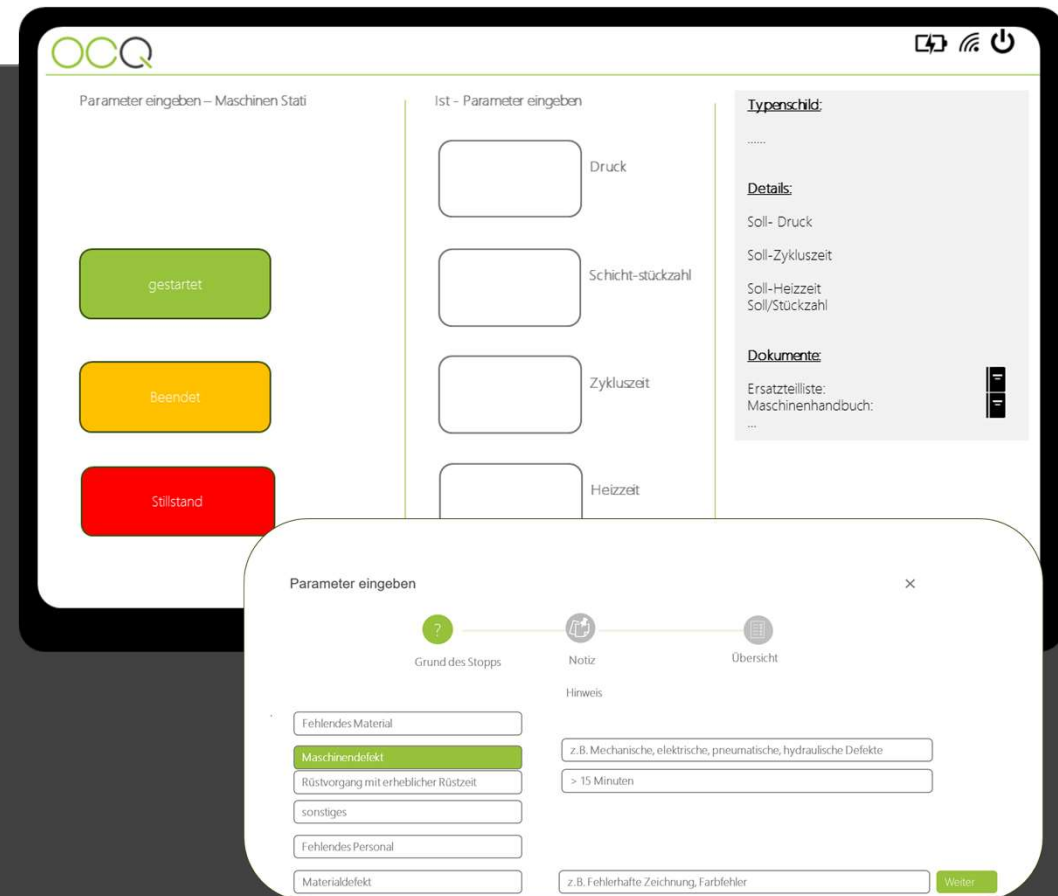 OCQ
Parameter eingeben – Maschinen Stati
gestartet
Beendet
Stillstand
Ist - Parameter eingeben
Druck
Schicht-stückzahl
Zykluszeit
Heizzeit
Typenschild:
......
Details:
Soll- Druck
Soll-Zykluszeit
Soll-Heizzeit
Soll/Stückzahl
Dokumente:
Ersatzteilliste:
Maschinenhandbuch:
...
Parameter eingeben
?
Grund des Stopps
Notiz
Übersicht
Hinweis
Fehlendes Material
Maschinendefekt
z.B. Mechanische, elektrische, pneumatische, hydraulische Defekte
Rüstvorgang mit erheblicher Rüstzeit
> 15 Minuten
sonstiges
Fehlendes Personal
Materialdefekt
z.B. Fehlerhafte Zeichnung, Farbfehler
Weiter